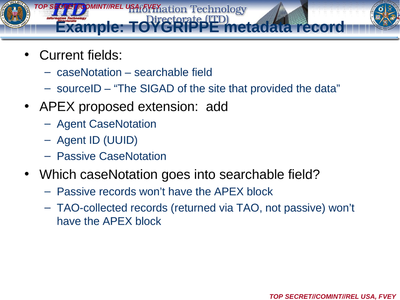 TOP SECRET//COMINT//REL USA, FVEY
ITD
Information Technology
Directorate (ITD)
Example: TOYGRIPPE metadata record
• Current fields:
– caseNotation – searchable field
– sourceID – “The SIGAD of the site that provided the data”
• APEX proposed extension:  add
– Agent CaseNotation
– Agent ID (UUID)
– Passive CaseNotation
• Which caseNotation goes into searchable field?
– Passive records won’t have the APEX block
– TAO-collected records (returned via TAO, not passive) won’t
have the APEX block
TOP SECRET//COMINT//REL USA, FVEY